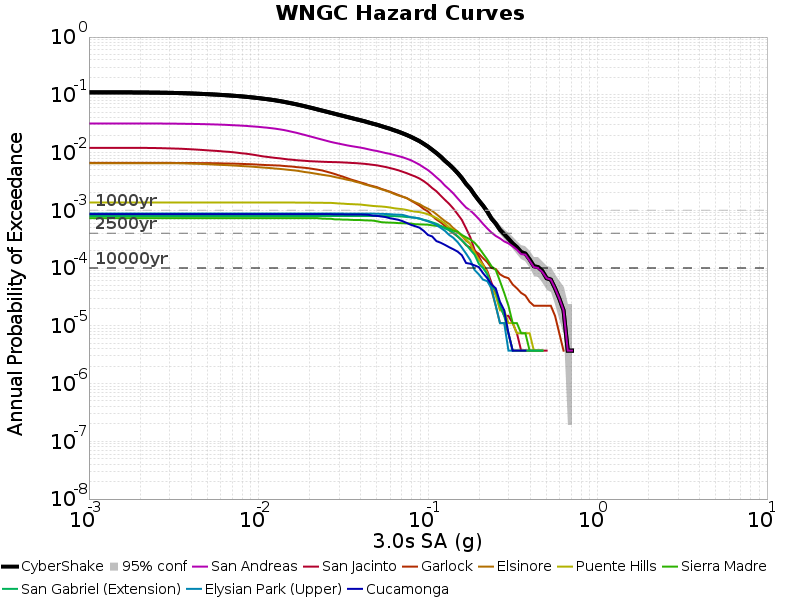 WNGC Hazard Curves
10^0
10^-1
10^-2
10^-3
10^-4
10^-5
10^-6
10^-7
10^-8
Annual Probability of Exceedance
1000yr
2500yr
10000yr
10^-3 10^-2 10^-1 10^0 10^1
3.0s SA (g)
CyberShake 95% conf San Andreas San Jacinto Garlock Elsinore Puente Hills Sierra Madre
San Gabriel (Extension) Elysian Park (Upper) Cucamonga